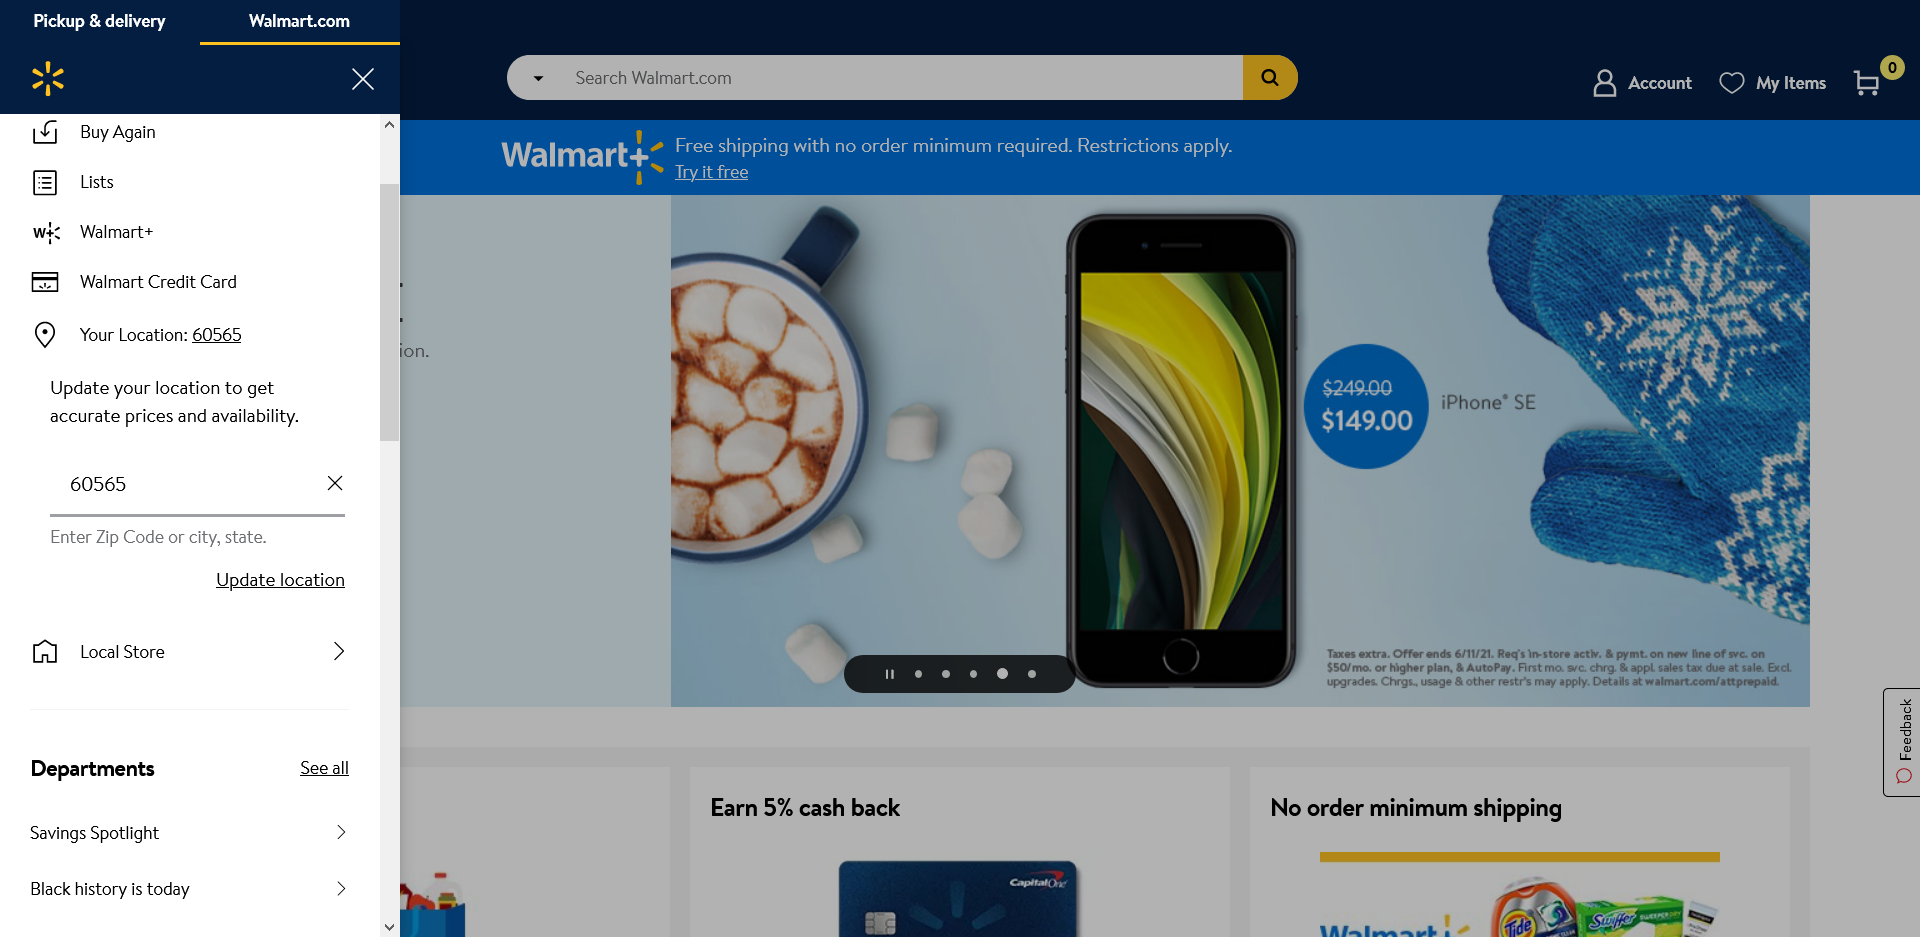 Pickup & delivery
Walmart.com
Buy Again
Lists
W+
Walmart+
Walmart Credit Card
Your Location: 60565
Update your location to get
accurate prices and availability.
60565
Enter Zip Code or city, state.
Update location
Local Store
Departments
See all
Savings Spotlight
Black history is today
Search Walmart.com
Account
My Items
0
Walmart+
Free shipping with no order minimum required. Restrictions apply.
Try it free
ion.
$249.00
$149.00
iPhone® SE
Taxes extra. Offer ends 6/11/21. Req's in-store activ. & pymt. on new line of svc. on
$50/mo. or higher plan, & AutoPay. First mo. svc. chrg. & appl. sales tax due at sale. Excl.
upgrades. Chrgs., usage & other restr's may apply. Details at walmart.com/attprepaid.
Feedback
Earn 5% cash back
Capital One
No order minimum shipping
Walmart+
Tide
Swiffer
SWEEPER DRY